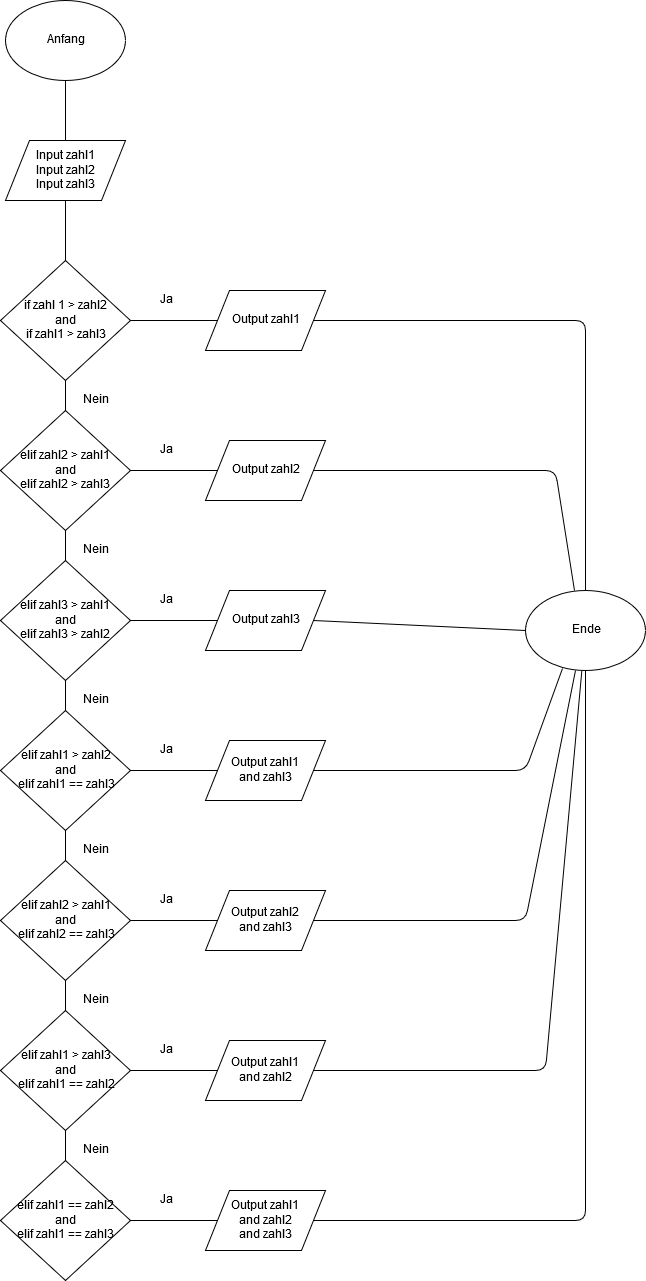 Anfang
Input zahl1
Input zahl2
Input zahl3
if zahl 1 > zahl2
and
if zahl1 > zahl3
Ja
Output zahl1
Nein
elif zahl2 > zahl1
and
elif zahl2 > zahl3
Ja
Output zahl2
Nein
elif zahl3 > zahl1
and
elif zahl3 > zahl2
Ja
Output zahl3
Ende
Nein
elif zahl1 > zahl2
and
elif zahl1 == zahl3
Ja
Output zahl1
and zahl3
Nein
elif zahl2 > zahl1
and
elif zahl2 == zahl3
Ja
Output zahl2
and zahl3
Nein
elif zahl1 > zahl3
and
elif zahl1 == zahl2
Ja
Output zahl1
and zahl2
Nein
elif zahl1 == zahl2
and
elif zahl1 == zahl3
Ja
Output zahl1
and zahl2
and zahl3